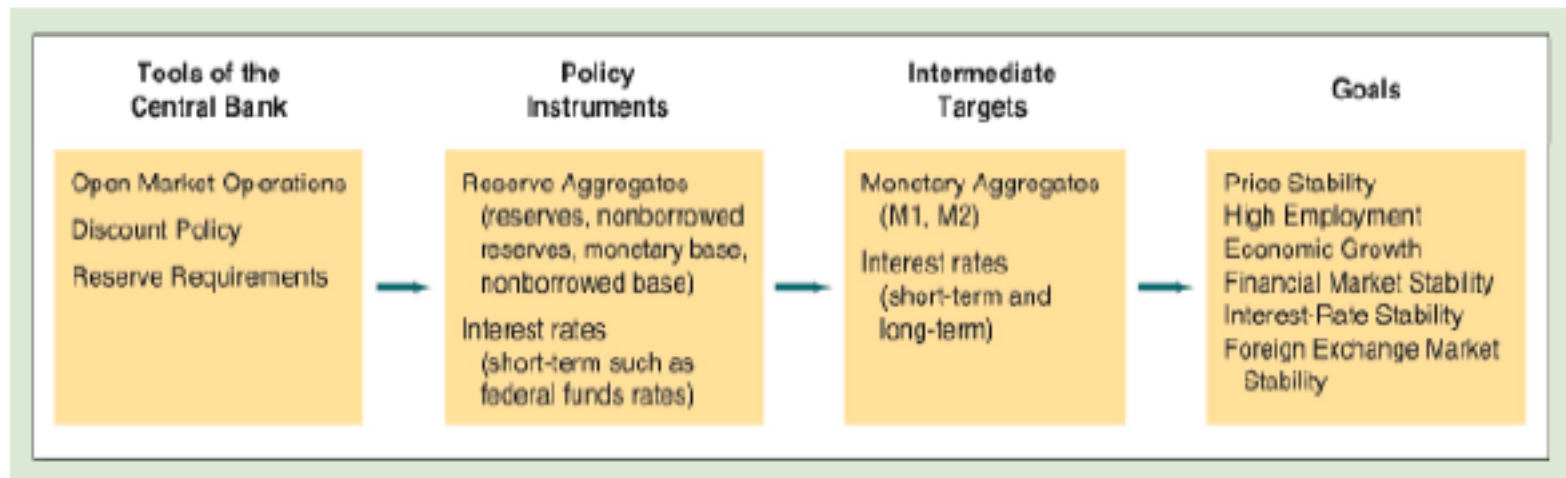 Tools of the
Central Bank
Open Market Operations
Discount Policy
Reserve Requirements
Policy
Instruments
Reserve Aggregates
(reserves, nonborrowed
reserves, monetary base,
nonborrowed base)
Interest rates
(short-term such as
federal funds rates)
Intermediate
Targets
Monetary Aggregates
(M1, M2)
Interest rates
(short-term and
long-term)
Goals
Price Stability
High Employment
Economic Growth
Financial Market Stability
Interest-Rate Stability
Foreign Exchange Market
Stability